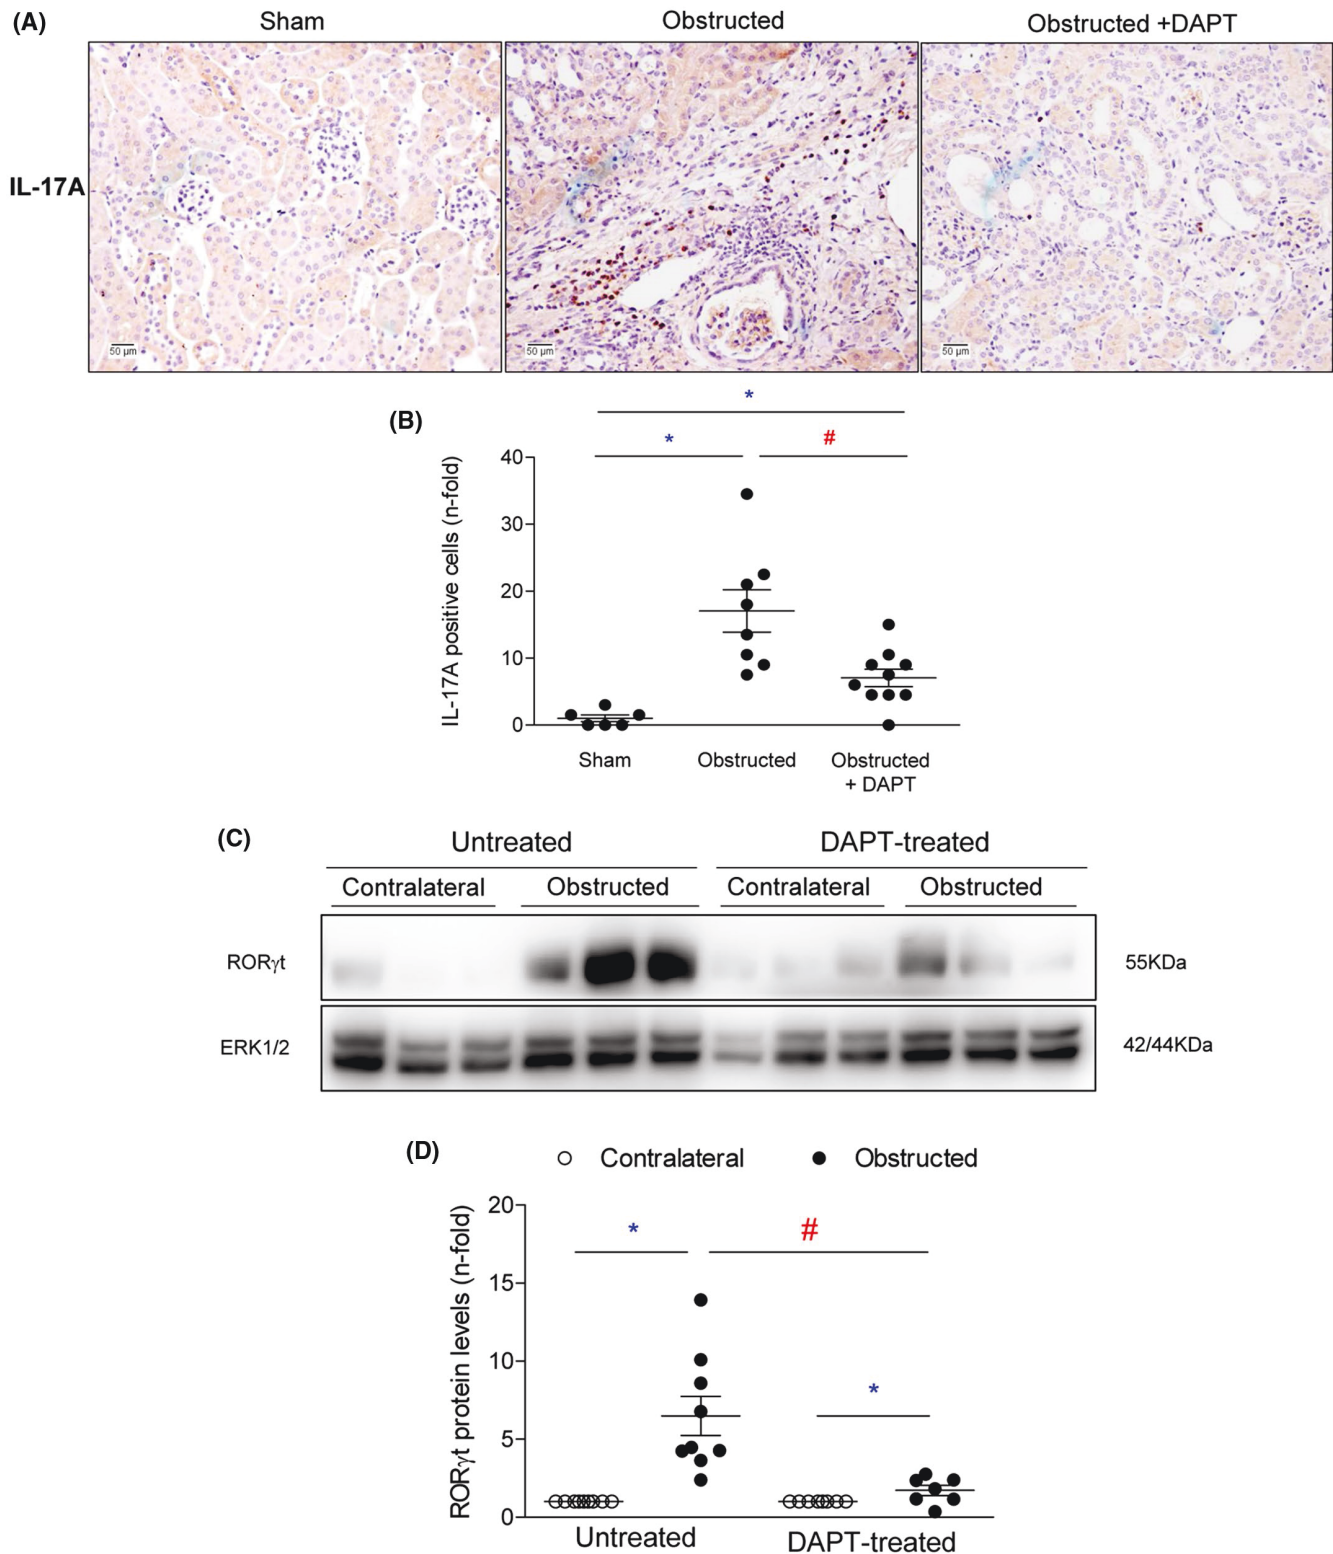 (A)
Sham
Obstructed
Obstructed +DAPT
IL-17A
50 µm
50 µm
50 µm
(B)
*
*
#
IL-17A positive cells (n-fold)
40
30
20
10
0
Sham
Obstructed
Obstructed
+ DAPT
(C)
Untreated
DAPT-treated
Contralateral
Obstructed
Contralateral
Obstructed
RORγt
55KDa
ERK1/2
42/44KDa
(D)
Contralateral
Obstructed
RORγt protein levels (n-fold)
20
15
10
5
0
*
#
*
Untreated
DAPT-treated